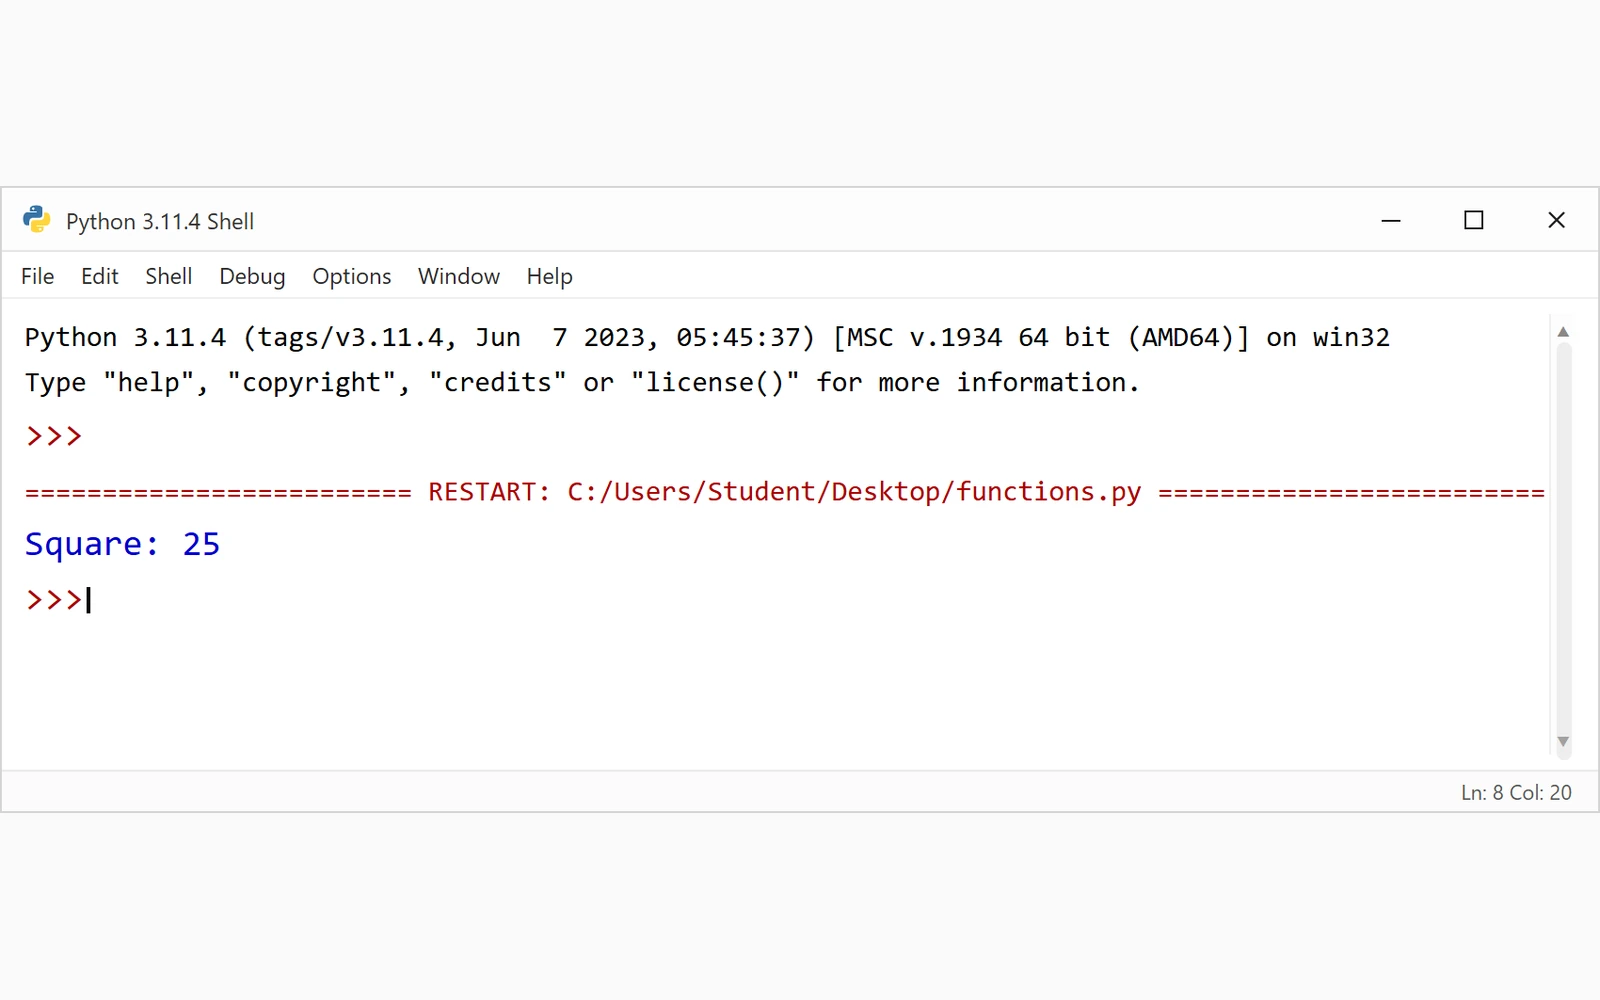 Python 3.11.4 Shell
File Edit Shell Debug Options Window Help
Python 3.11.4 (tags/v3.11.4, Jun  7 2023, 05:45:37) [MSC v.1934 64 bit (AMD64)] on win32
Type "help", "copyright", "credits" or "license()" for more information.
>>>
========================= RESTART: C:/Users/Student/Desktop/functions.py =========================
Square: 25
>>>
Ln: 8 Col: 20